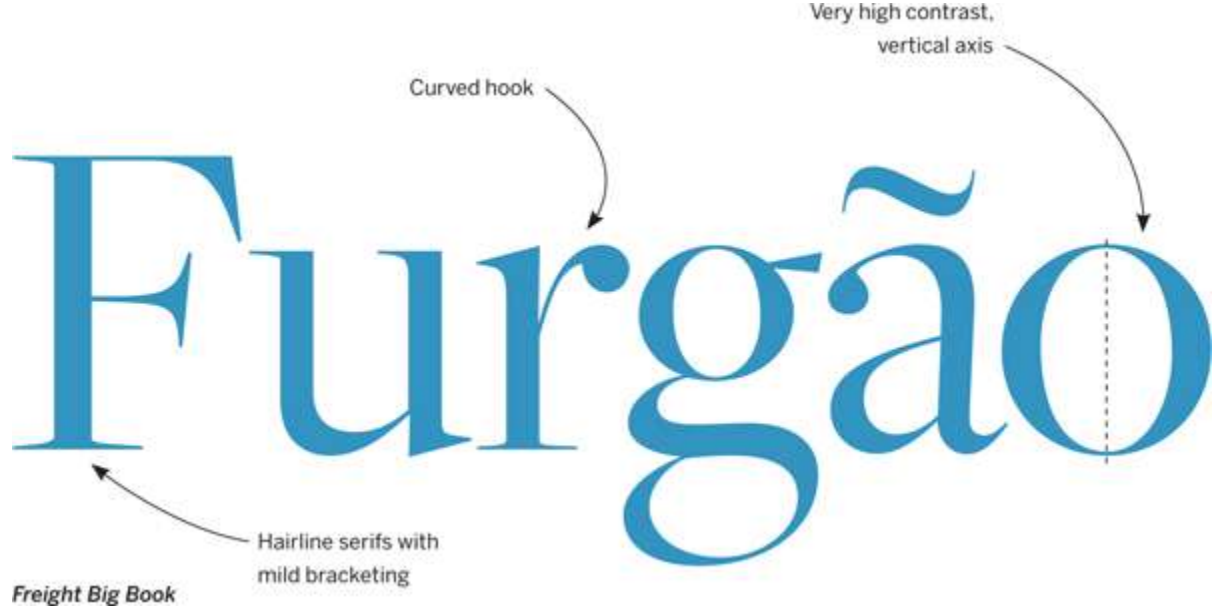 Very high contrast,
vertical axis
Curved hook
Furgão
Hairline serifs with
mild bracketing
Freight Big Book